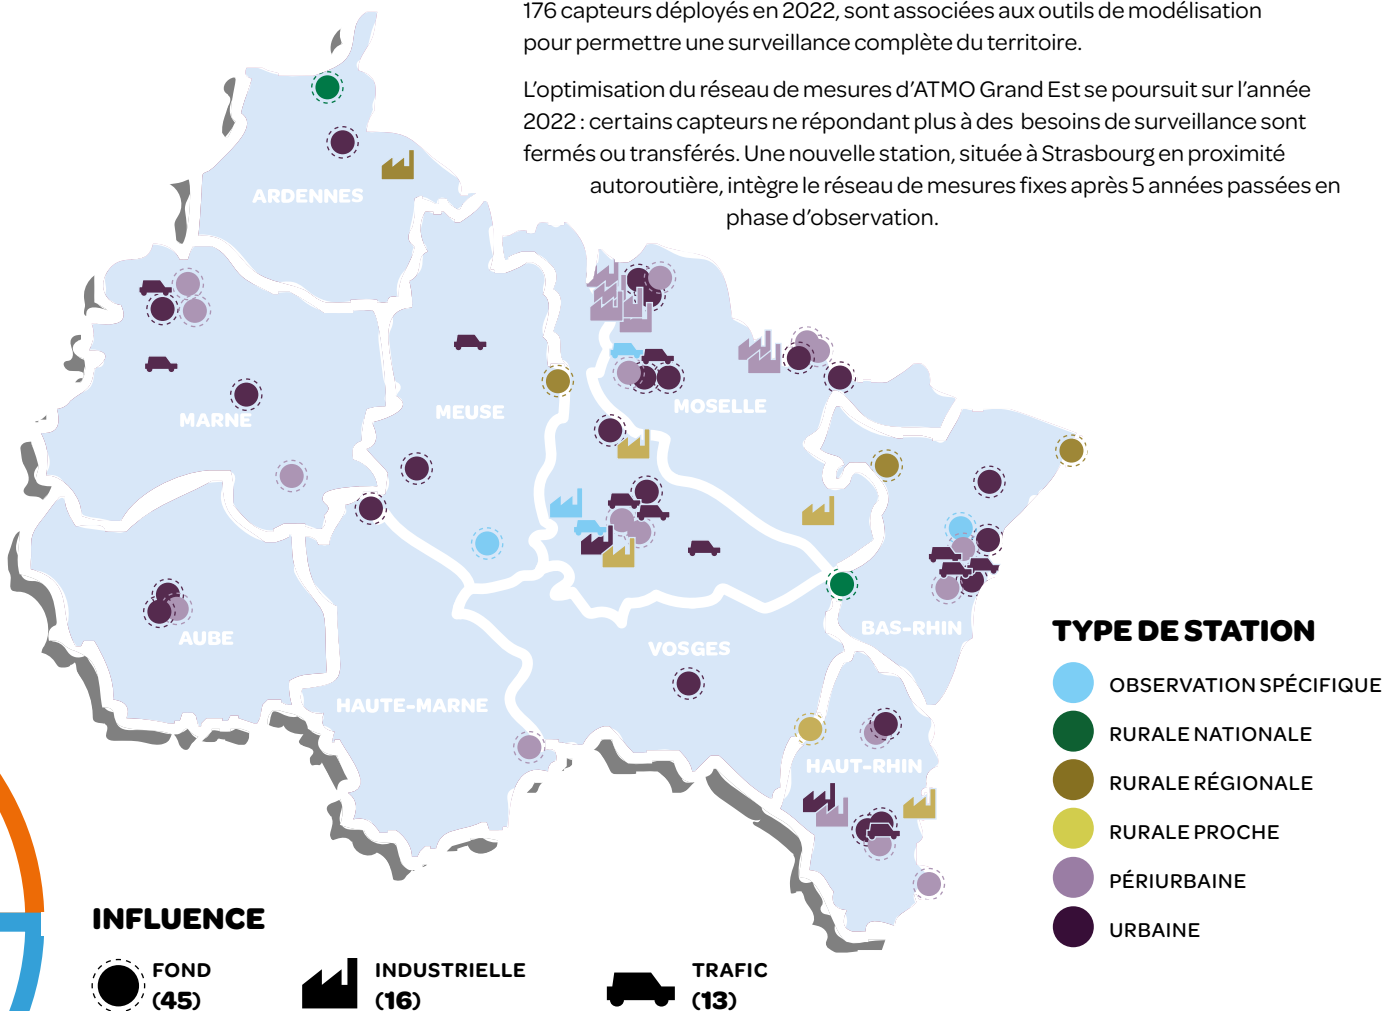 176 capteurs déployés en 2022, sont associées aux outils de modélisation
pour permettre une surveillance complète du territoire.
L'optimisation du réseau de mesures d'ATMO Grand Est se poursuit sur l'année
2022 : certains capteurs ne répondant plus à des besoins de surveillance sont
fermés ou transférés. Une nouvelle station, située à Strasbourg en proximité
autoroutière, intègre le réseau de mesures fixes après 5 années passées en
phase d'observation.
ARDENNES
MARNE
MEUSE
MOSELLE
AUBE
HAUTE-MARNE
VOSGES
BAS-RHIN
HAUT-RHIN
TYPE DE STATION
OBSERVATION SPÉCIFIQUE
RURALE NATIONALE
RURALE RÉGIONALE
RURALE PROCHE
PÉRIURBAINE
URBAINE
INFLUENCE
FOND
(45)
INDUSTRIELLE
(16)
TRAFIC
(13)